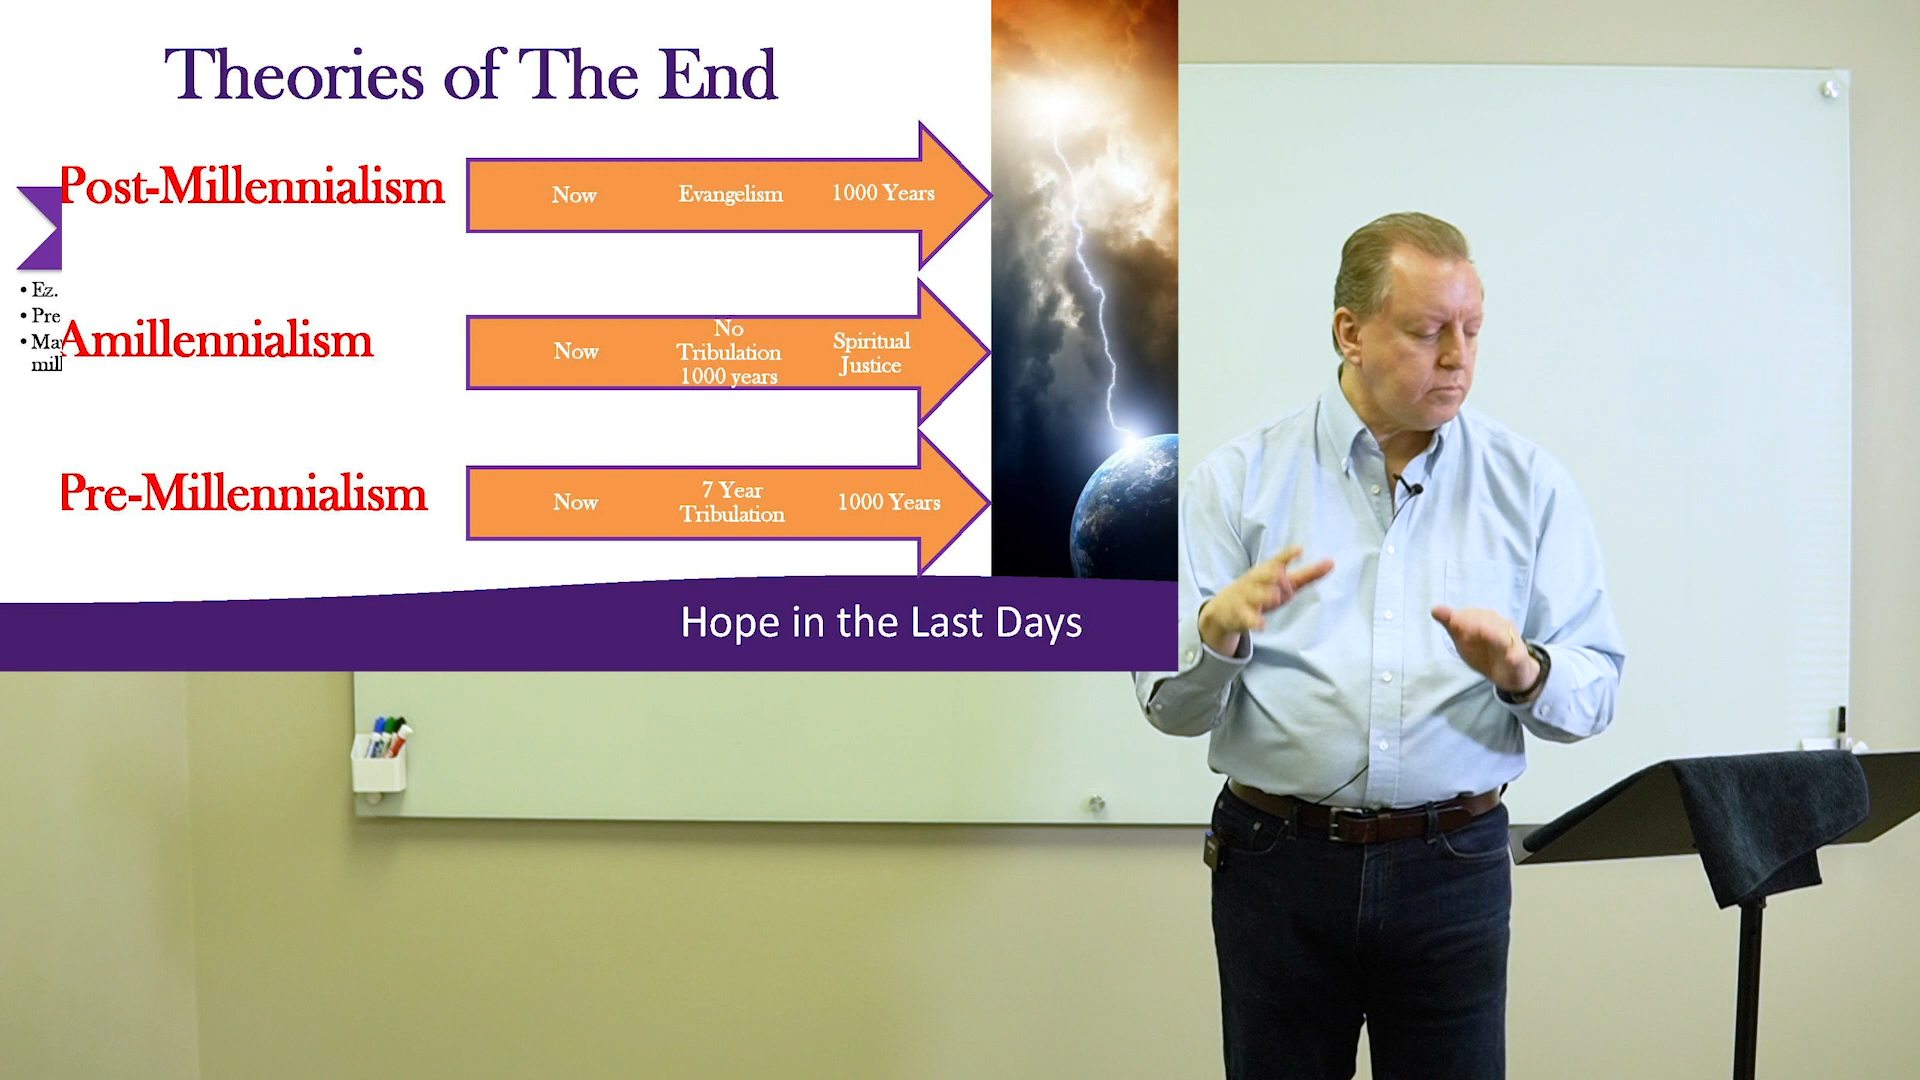 Theories of The End
Post-Millennialism
Now
Evangelism
1000 Years
• Ez.
• Pre
• Ma
mill
Amillennialism
Now
No
Tribulation
1000 years
Spiritual
Justice
Pre-Millennialism
Now
7 Year
Tribulation
1000 Years
Hope in the Last Days